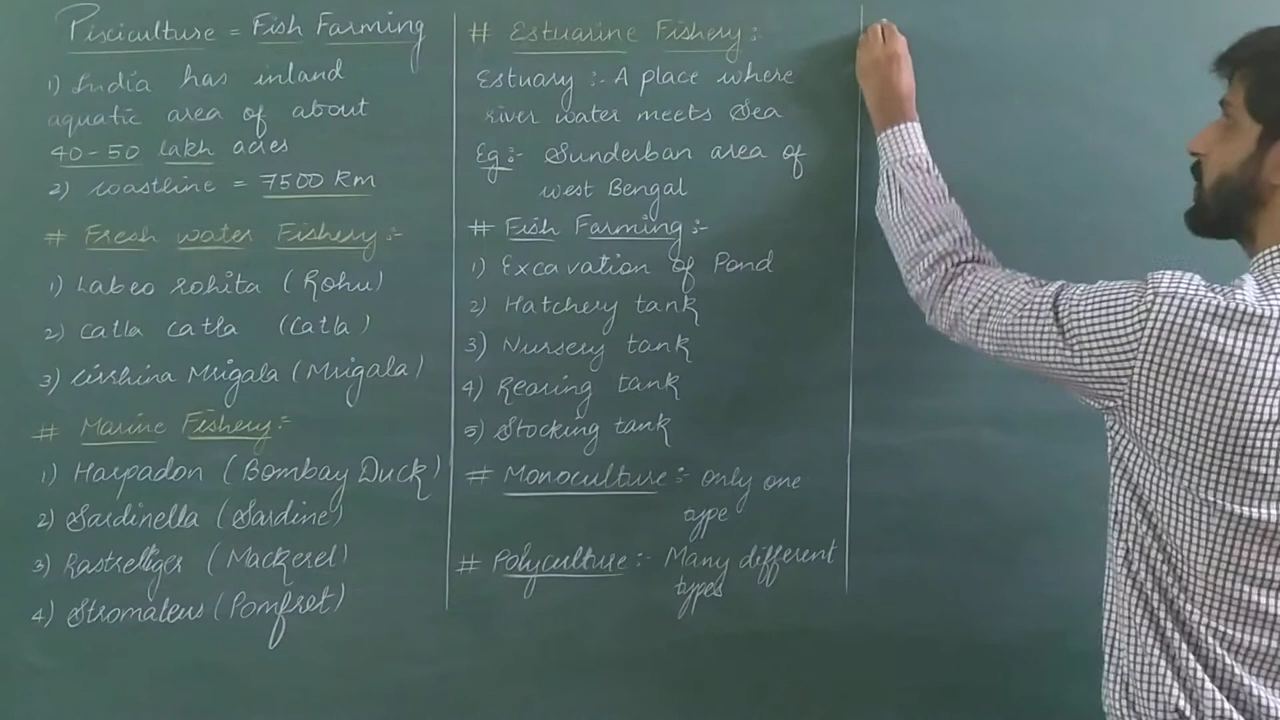 Pisciculture = Fish Farming
1) India has inland
aquatic area of about
40-50 lakh acres
2) coastline = 7500 Km
# Fresh water Fishery :-
1) Labeo rohita (Rohu)
2) Catla catla (Catla)
3) Cirrhina Mrigala (Mrigala)
# Marine Fishery :-
1) Harpadon (Bombay Duck)
2) Sardinella (Sardine)
3) Rastrelliger (Mackerel)
4) Stromateus (Pomfret)
# Estuarine Fishery :-
Estuary :- A place where
river water meets Sea
Eg :- Sunderban area of
west Bengal
# Fish Farming :-
1) Excavation of Pond
2) Hatchery tank
3) Nursery tank
4) Rearing tank
5) Stocking tank
# Monoculture :- only one
type
# Polyculture :- Many different
types